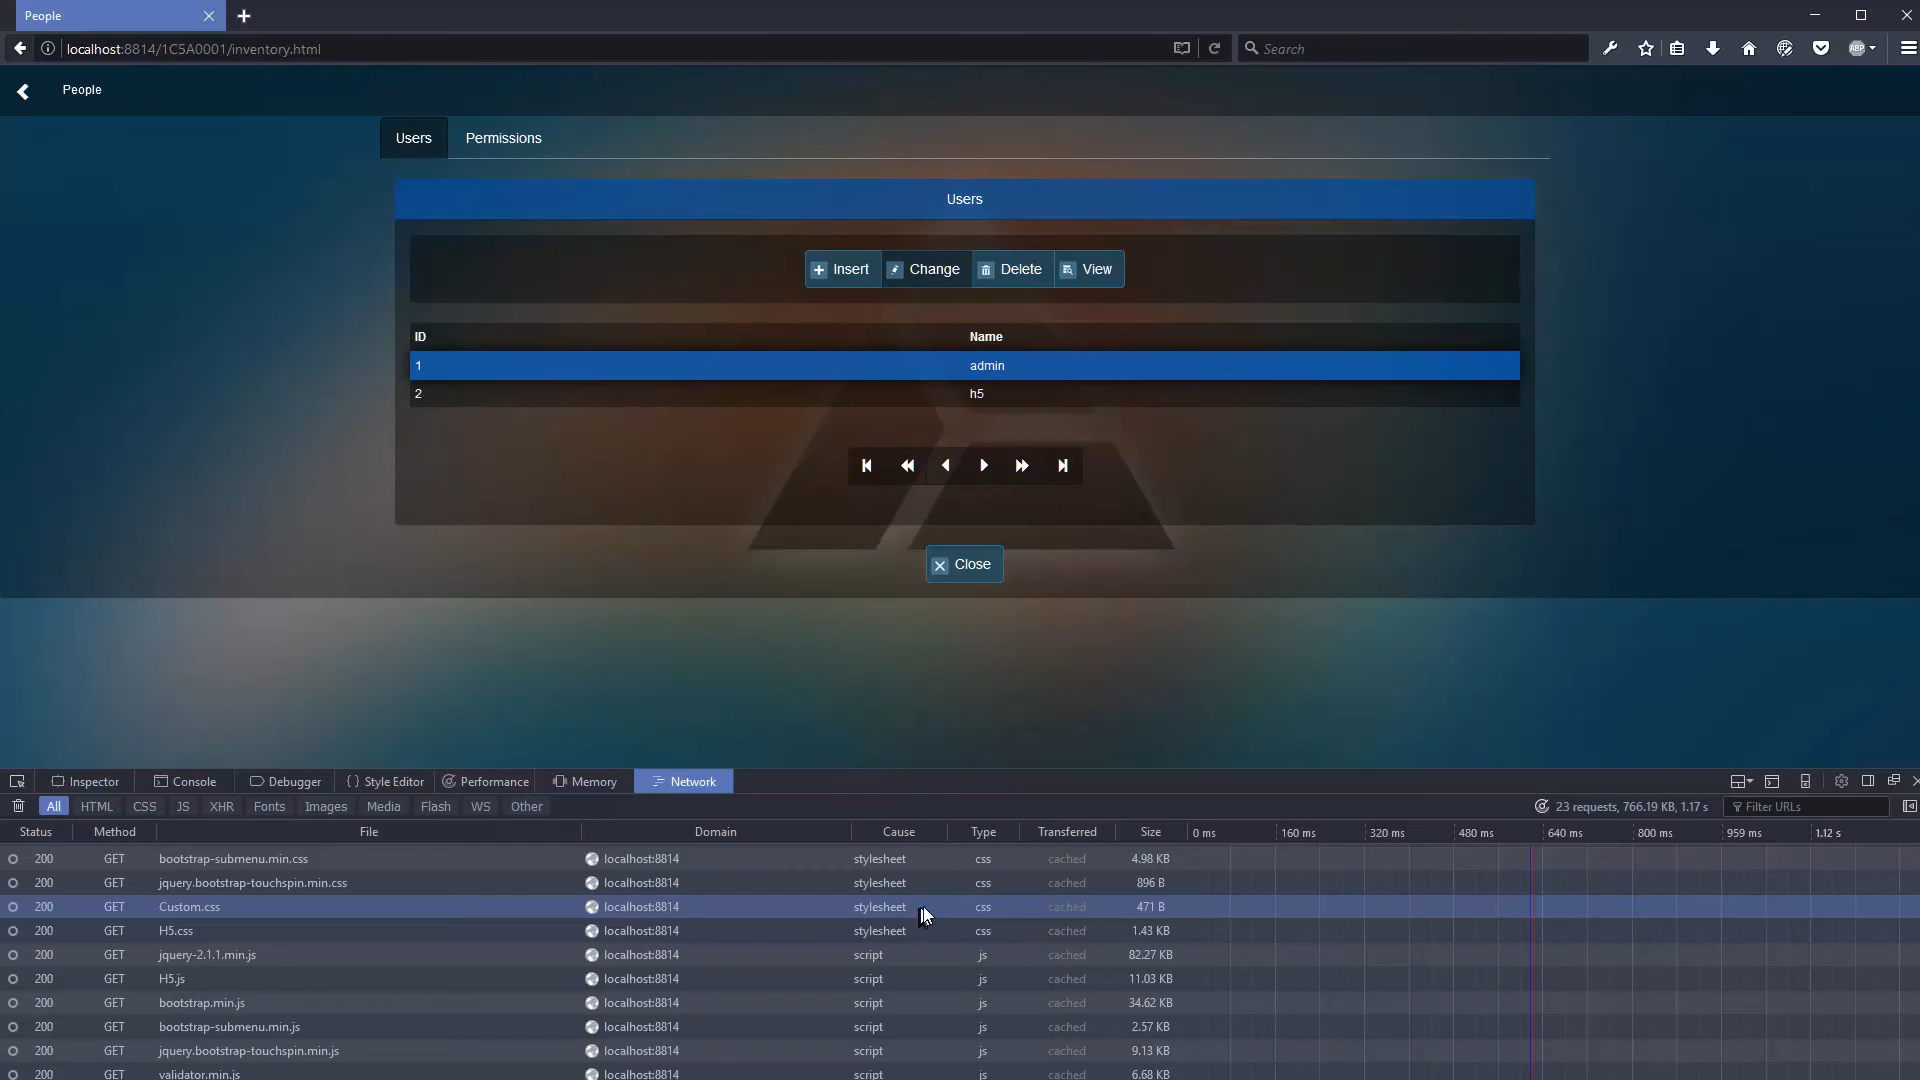 People
localhost:8814/1C5A0001/inventory.html
Search
ABP
People
Users Permissions
Users
Insert Change Delete View
ID Name
1 admin
2 h5
Close
Inspector Console Debugger Style Editor Performance Memory Network
All HTML CSS JS XHR Fonts Images Media Flash WS Other 23 requests, 766.19 KB, 1.17 s Filter URLs
Status Method File Domain Cause Type Transferred Size 0 ms 160 ms 320 ms 480 ms 640 ms 800 ms 959 ms 1.12 s
200 GET bootstrap-submenu.min.css localhost:8814 stylesheet css cached 4.98 KB
200 GET jquery.bootstrap-touchspin.min.css localhost:8814 stylesheet css cached 896 B
200 GET Custom.css localhost:8814 stylesheet css cached 471 B
200 GET H5.css localhost:8814 stylesheet css cached 1.43 KB
200 GET jquery-2.1.1.min.js localhost:8814 script js cached 82.27 KB
200 GET H5.js localhost:8814 script js cached 11.03 KB
200 GET bootstrap.min.js localhost:8814 script js cached 34.62 KB
200 GET bootstrap-submenu.min.js localhost:8814 script js cached 2.57 KB
200 GET jquery.bootstrap-touchspin.min.js localhost:8814 script js cached 9.13 KB
200 GET validator.min.js localhost:8814 script js cached 6.68 KB